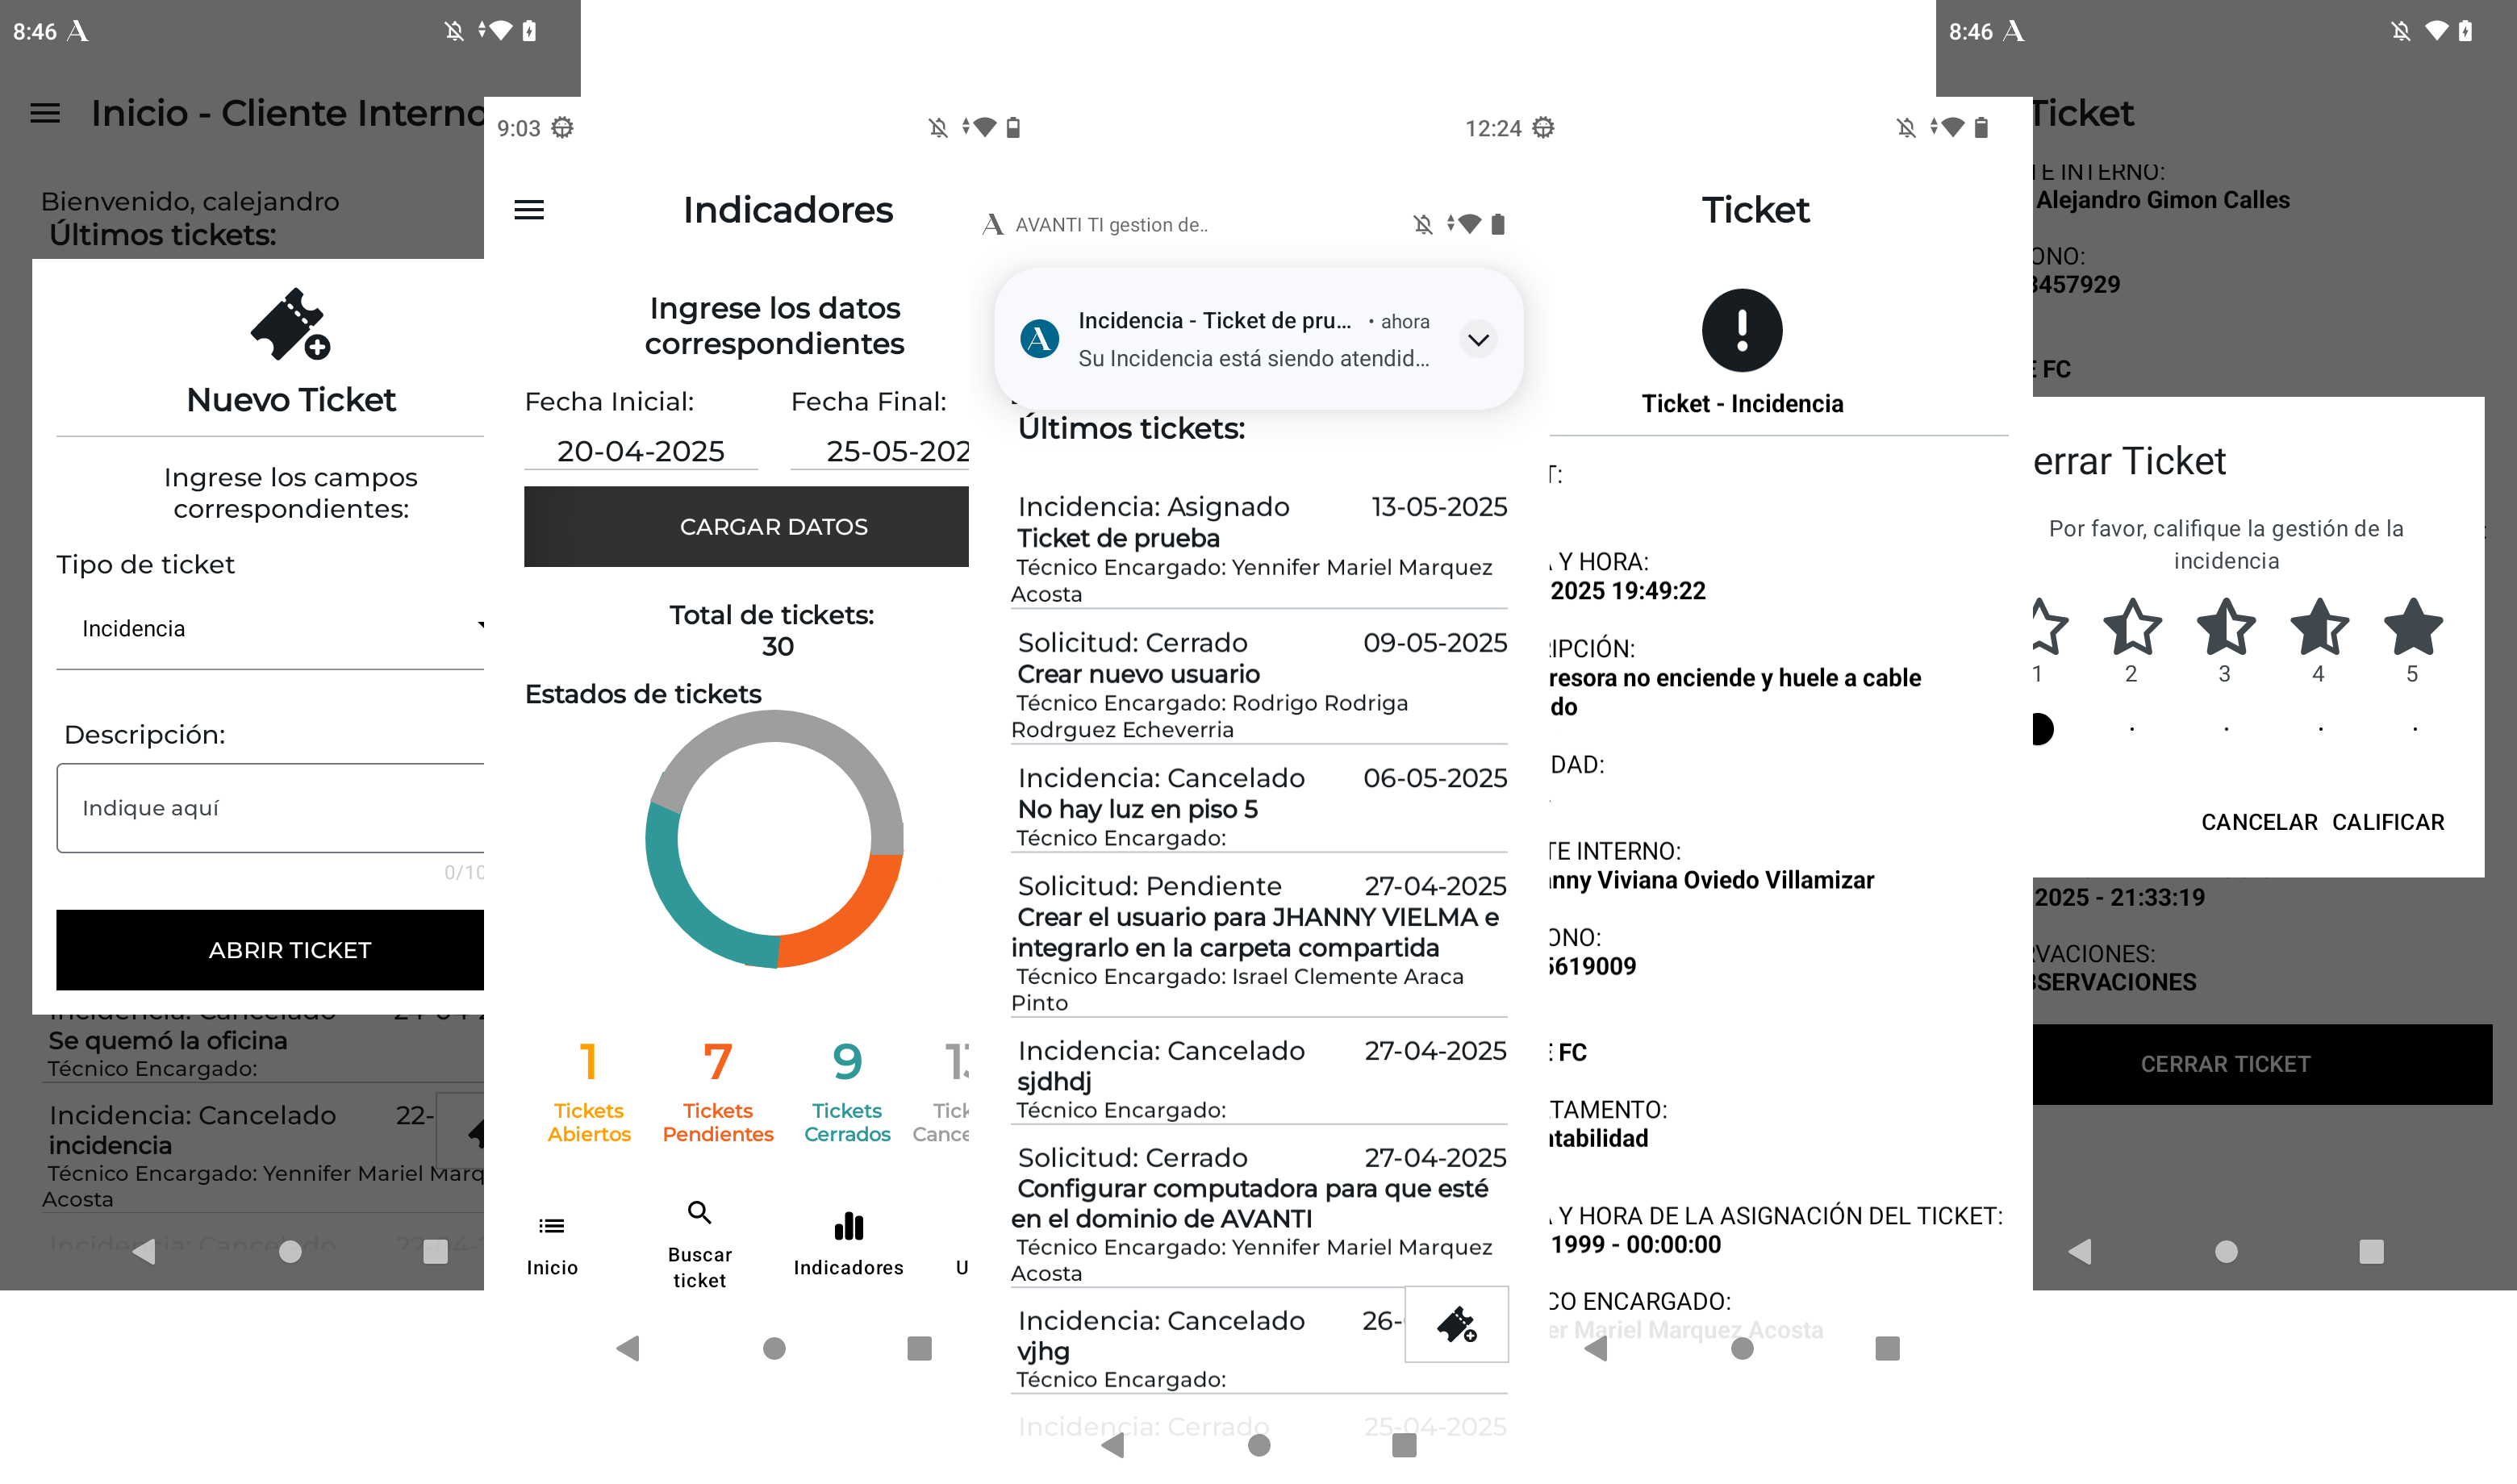 8:46
Inicio - Cliente Interno
Bienvenido, calejandro
Últimos tickets:
Nuevo Ticket
Ingrese los campos
correspondientes:
Tipo de ticket
Incidencia
Descripción:
Indique aquí
0/10
ABRIR TICKET
Incidencia: Cancelado
Se quemó la oficina
Técnico Encargado:
Incidencia: Cancelado 22-
incidencia
Técnico Encargado: Yennifer Mariel Marq
Acosta
Incidencia: Cancelado
9:03
Indicadores
Ingrese los datos
correspondientes
Fecha Inicial: Fecha Final:
20-04-2025 25-05-202
CARGAR DATOS
Total de tickets:
30
Estados de tickets
1 7 9
Tickets Tickets Tickets Tick
Abiertos Pendientes Cerrados Cance
Inicio
Buscar
ticket
Indicadores
U
AVANTI TI gestion de..
Incidencia - Ticket de pru... • ahora
Su Incidencia está siendo atendid...
Últimos tickets:
Incidencia: Asignado 13-05-2025
Ticket de prueba
Técnico Encargado: Yennifer Mariel Marquez
Acosta
Solicitud: Cerrado 09-05-2025
Crear nuevo usuario
Técnico Encargado: Rodrigo Rodriga
Rodrguez Echeverria
Incidencia: Cancelado 06-05-2025
No hay luz en piso 5
Técnico Encargado:
Solicitud: Pendiente 27-04-2025
Crear el usuario para JHANNY VIELMA e
integrarlo en la carpeta compartida
Técnico Encargado: Israel Clemente Araca
Pinto
Incidencia: Cancelado 27-04-2025
sjdhdj
Técnico Encargado:
Solicitud: Cerrado 27-04-2025
Configurar computadora para que esté
en el dominio de AVANTI
Técnico Encargado: Yennifer Mariel Marquez
Acosta
Incidencia: Cancelado 26-
vjhg
Técnico Encargado:
Incidencia: Cerrado 25-04-2025
12:24
Ticket
Ticket - Incidencia
T:
Y HORA:
2025 19:49:22
IPCIÓN:
resora no enciende y huele a cable
do
DAD:
TE INTERNO:
nny Viviana Oviedo Villamizar
ONO:
5619009
FC
TAMENTO:
ntabilidad
Y HORA DE LA ASIGNACIÓN DEL TICKET:
1999 - 00:00:00
CO ENCARGADO:
er Mariel Marquez Acosta
8:46
Ticket
TE INTERNO:
Alejandro Gimon Calles
ONO:
3457929
E FC
errar Ticket
Por favor, califique la gestión de la
incidencia
1 2 3 4 5
CANCELAR CALIFICAR
2025 - 21:33:19
VACIONES:
BSERVACIONES
CERRAR TICKET